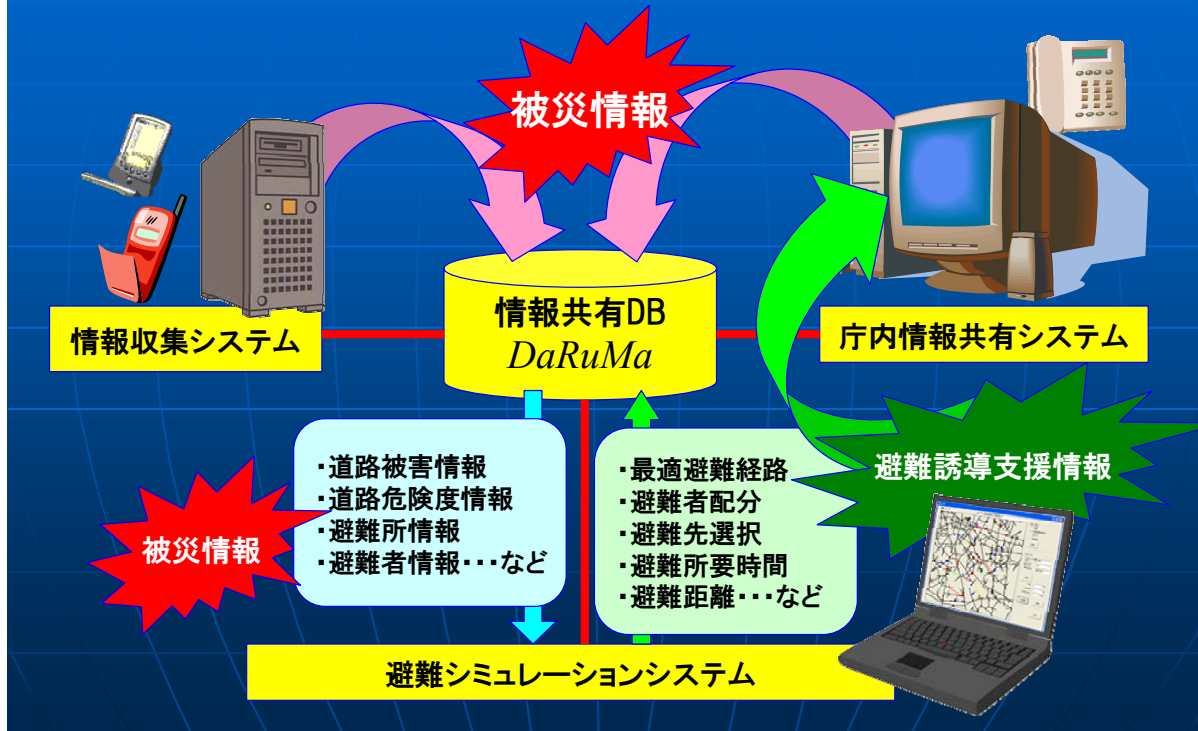 被災情報
情報収集システム
情報共有DB
DaRuMa
庁内情報共有システム
・道路被害情報
・道路危険度情報
・避難所情報
・避難者情報・・・など
被災情報
・最適避難経路
・避難者配分
・避難先選択
・避難所要時間
・避難距離・・・など
避難誘導支援情報
避難シミュレーションシステム